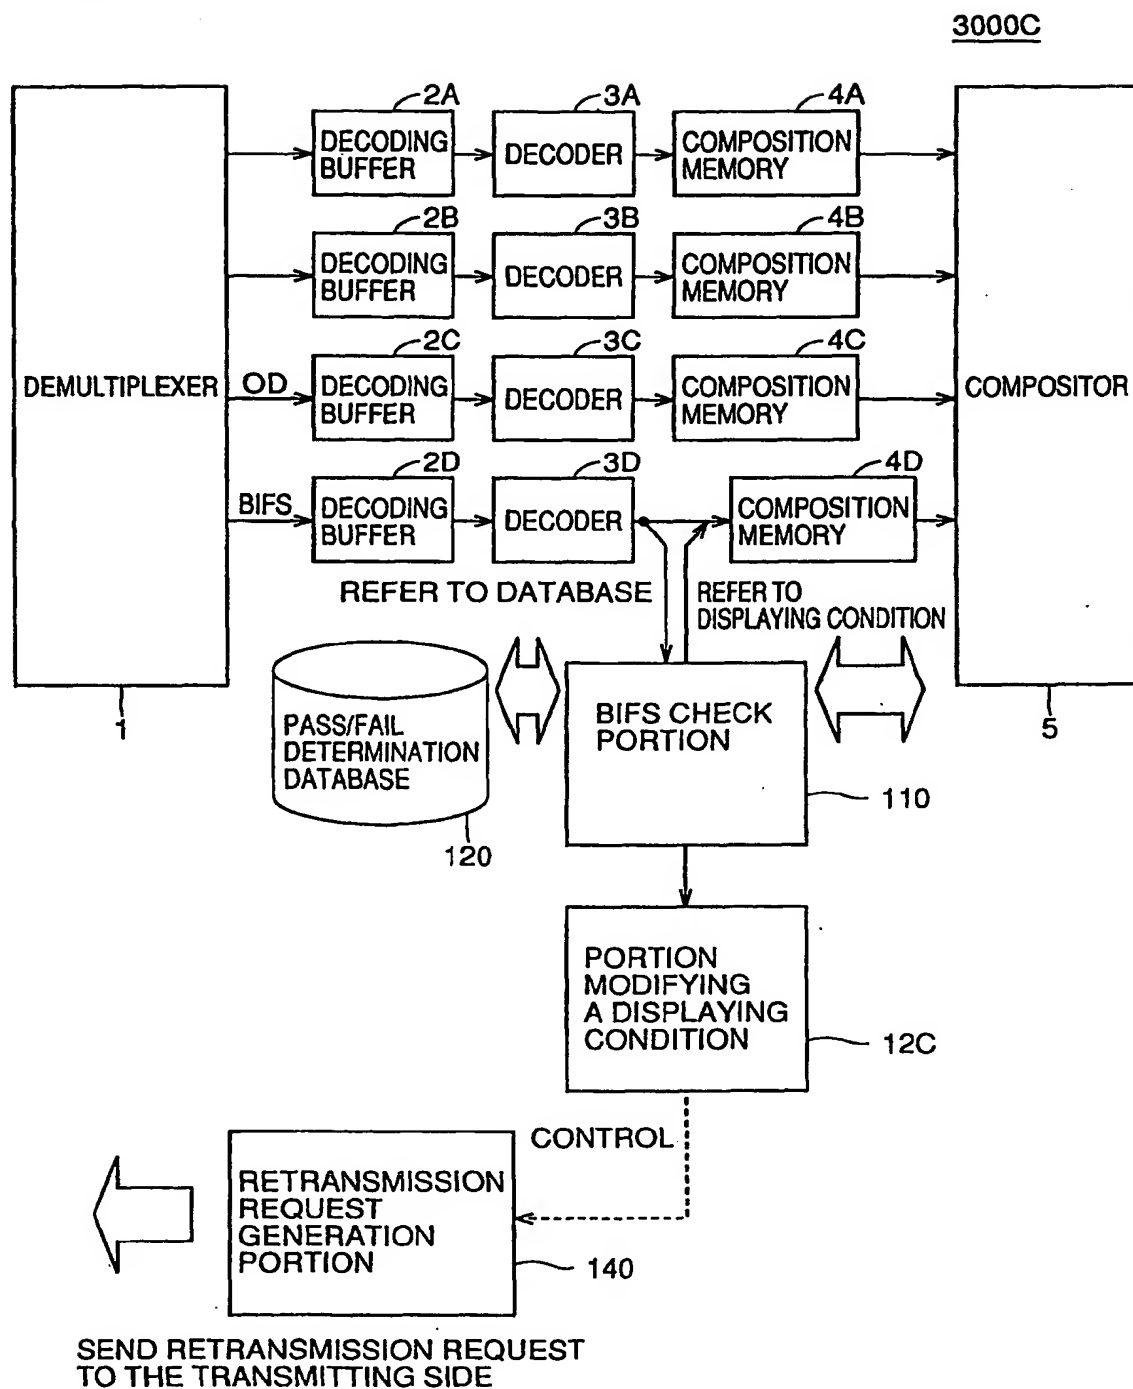 3000C
2A
3A
4A
DECODING
BUFFER
DECODER
COMPOSITION
MEMORY
2B
3B
4B
DECODING
BUFFER
DECODER
COMPOSITION
MEMORY
2C
3C
4C
DEMULTIPLEXER
OD
DECODING
BUFFER
DECODER
COMPOSITION
MEMORY
COMPOSITOR
2D
3D
4D
BIFS
DECODING
BUFFER
DECODER
COMPOSITION
MEMORY
REFER TO DATABASE
REFER TO
DISPLAYING CONDITION
1
5
PASS/FAIL
DETERMINATION
DATABASE
BIFS CHECK
PORTION
110
120
PORTION
MODIFYING
A DISPLAYING
CONDITION
12C
CONTROL
RETRANSMISSION
REQUEST
GENERATION
PORTION
140
SEND RETRANSMISSION REQUEST
TO THE TRANSMITTING SIDE